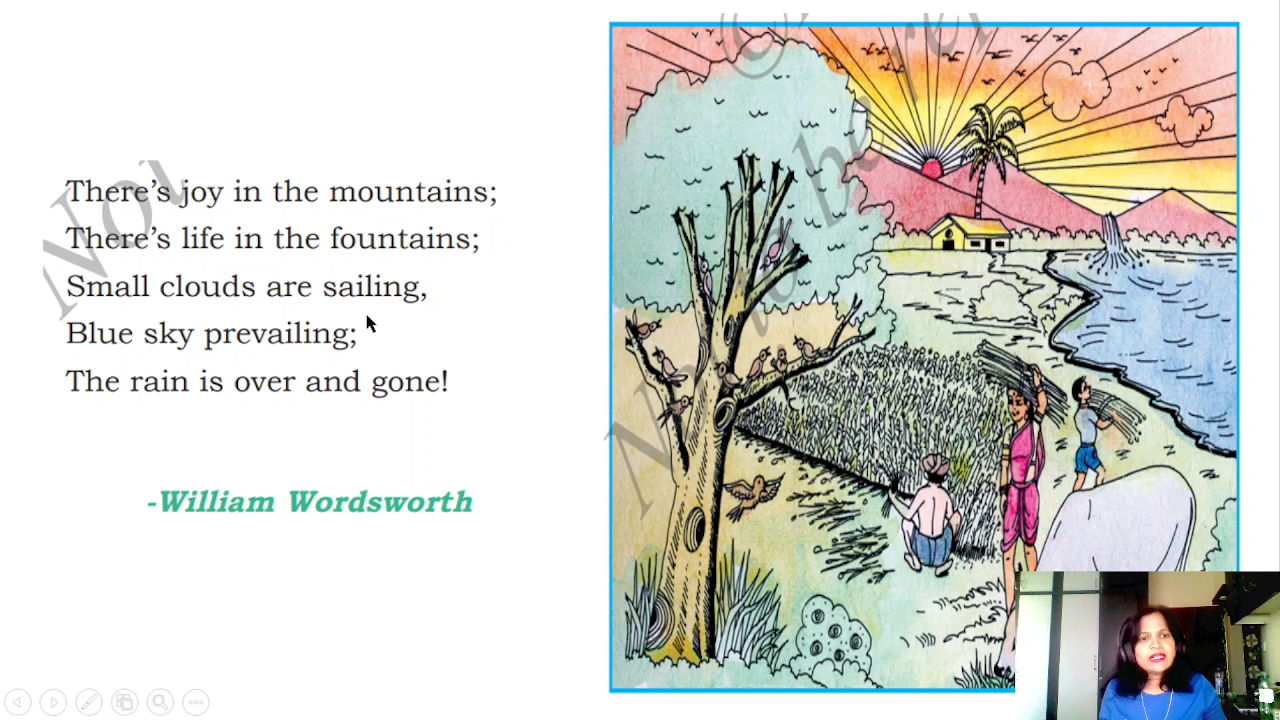 There's joy in the mountains;
There's life in the fountains;
Small clouds are sailing,
Blue sky prevailing;
The rain is over and gone!
-William Wordsworth